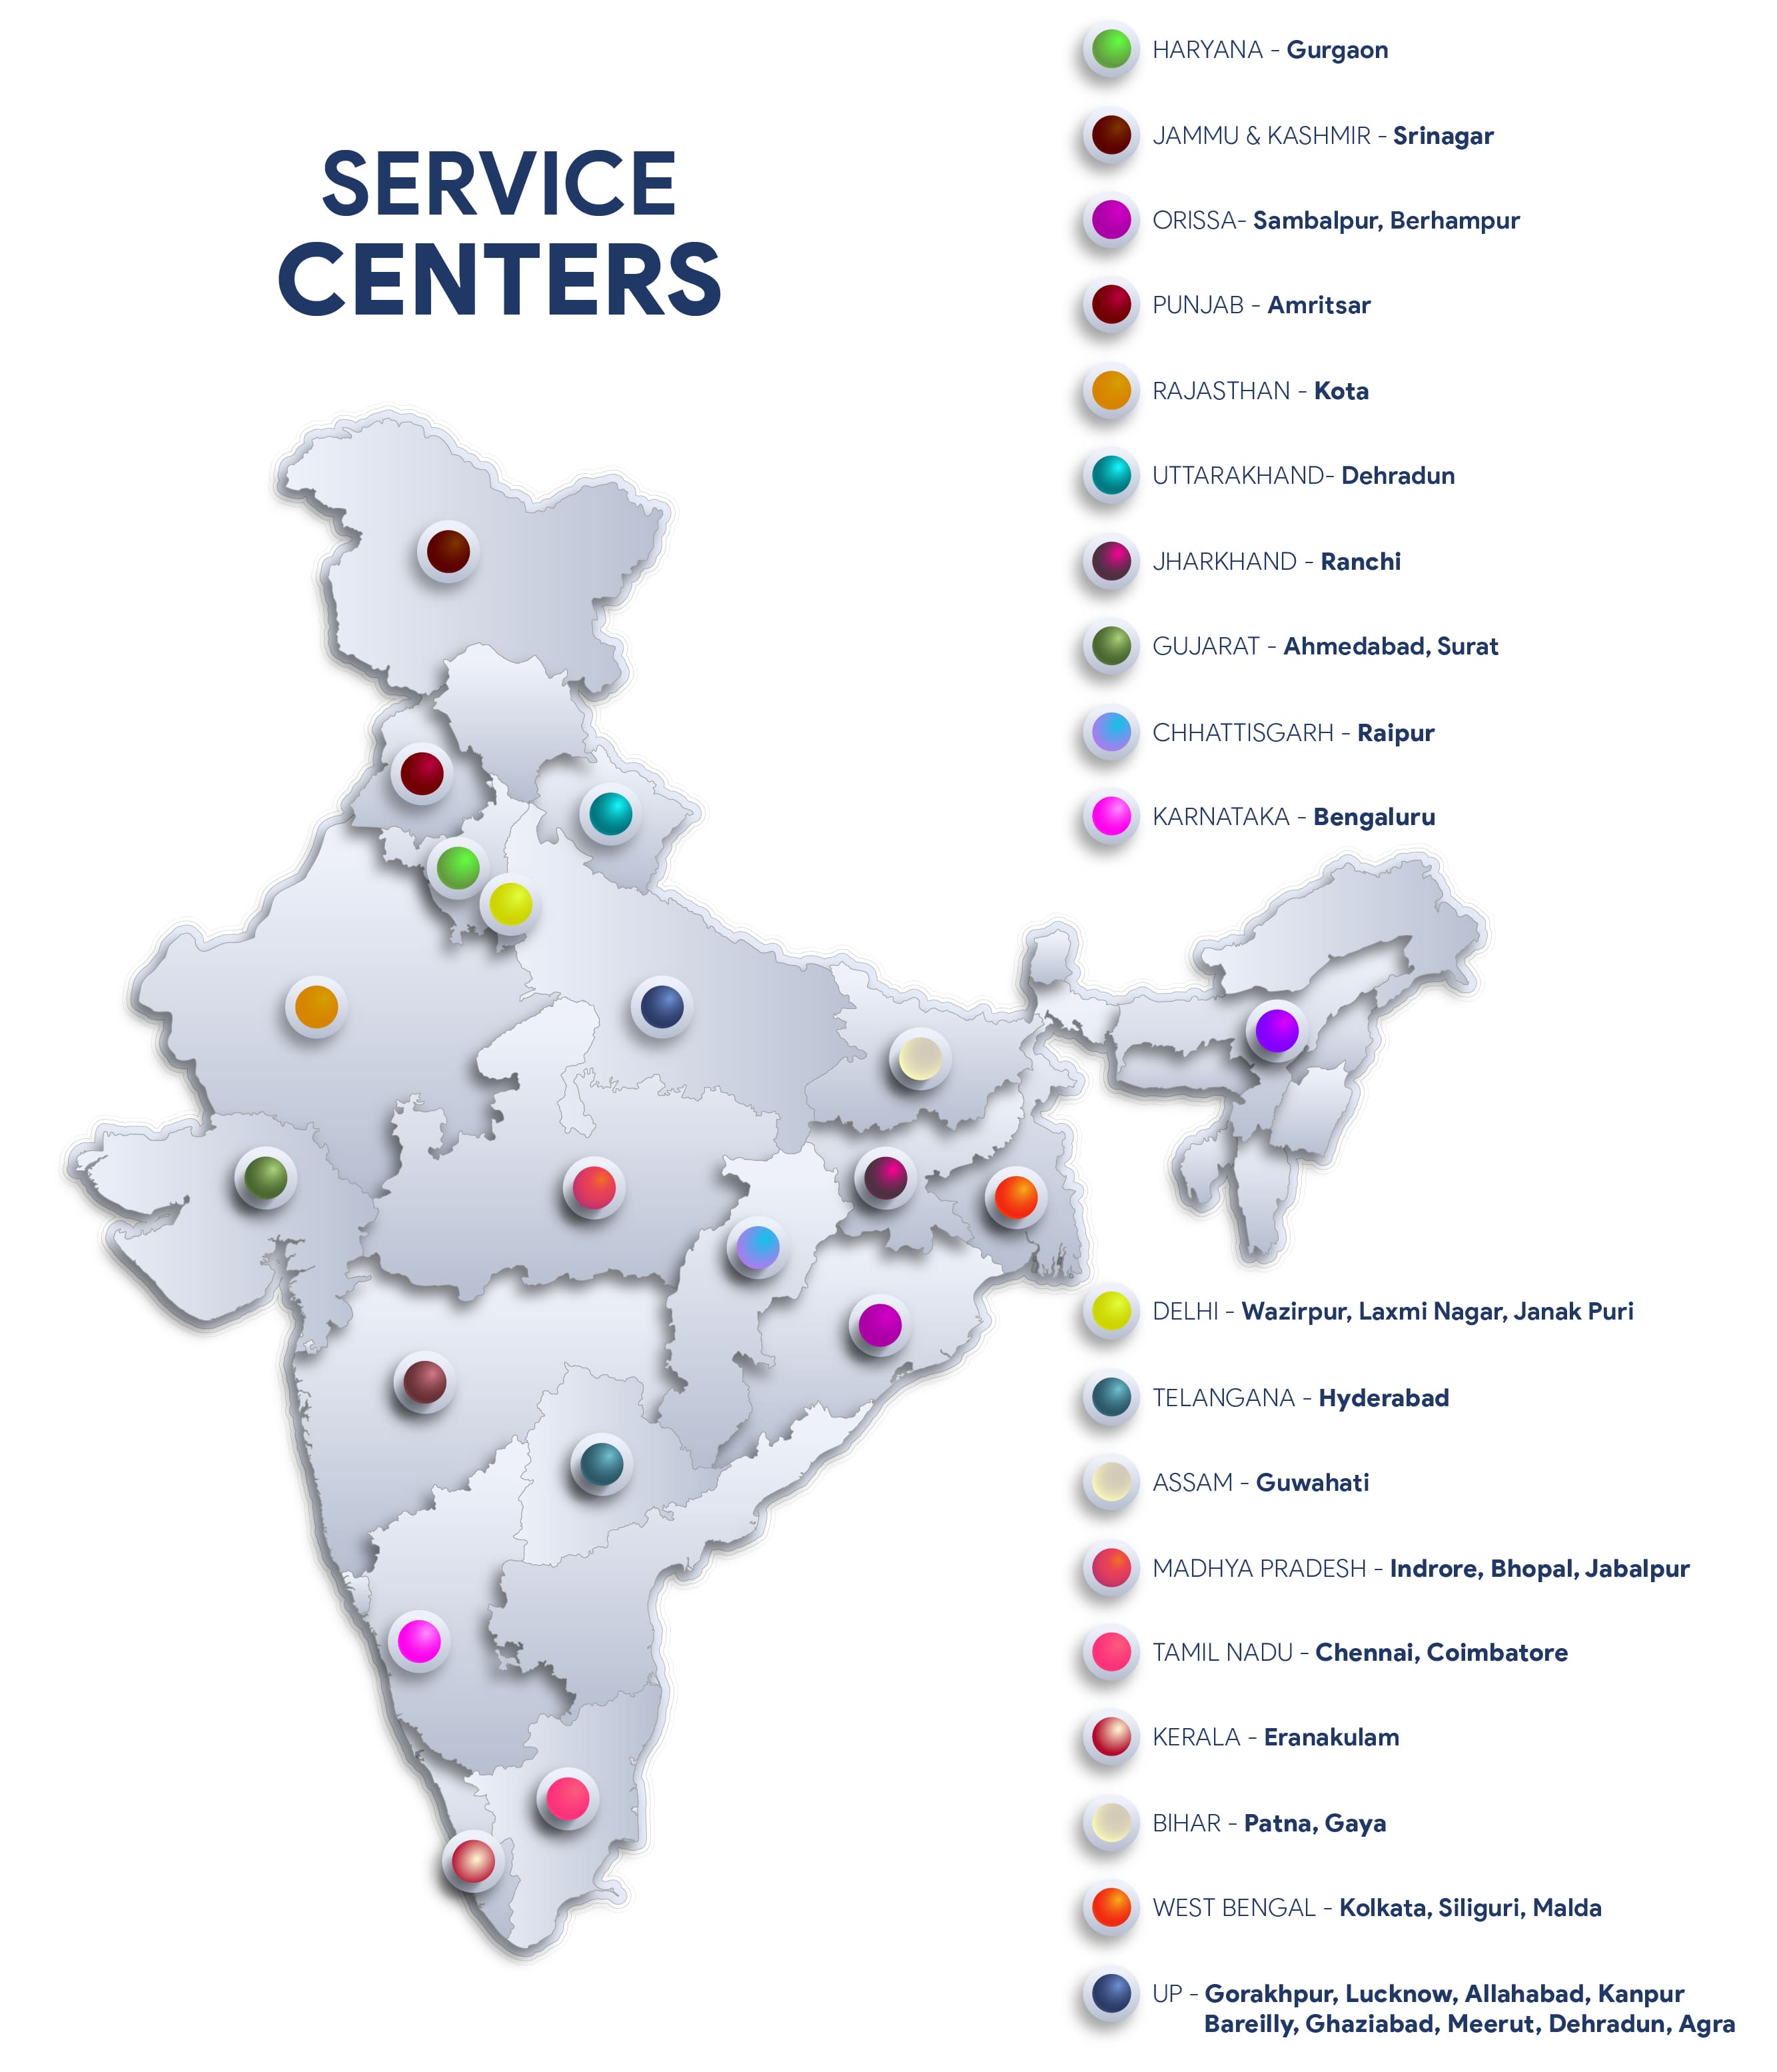 SERVICE
CENTERS
HARYANA - Gurgaon
JAMMU & KASHMIR - Srinagar
ORISSA- Sambalpur, Berhampur
PUNJAB - Amritsar
RAJASTHAN - Kota
UTTARAKHAND- Dehradun
JHARKHAND - Ranchi
GUJARAT - Ahmedabad, Surat
CHHATTISGARH - Raipur
KARNATAKA - Bengaluru
DELHI - Wazirpur, Laxmi Nagar, Janak Puri
TELANGANA - Hyderabad
ASSAM - Guwahati
MADHYA PRADESH - Indrore, Bhopal, Jabalpur
TAMIL NADU - Chennai, Coimbatore
KERALA - Eranakulam
BIHAR - Patna, Gaya
WEST BENGAL - Kolkata, Siliguri, Malda
UP - Gorakhpur, Lucknow, Allahabad, Kanpur
Bareilly, Ghaziabad, Meerut, Dehradun, Agra